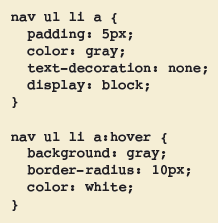 nav ul li a {
  padding: 5px;
  color: gray;
  text-decoration: none;
  display: block;
}

nav ul li a:hover {
  background: gray;
  border-radius: 10px;
  color: white;
}